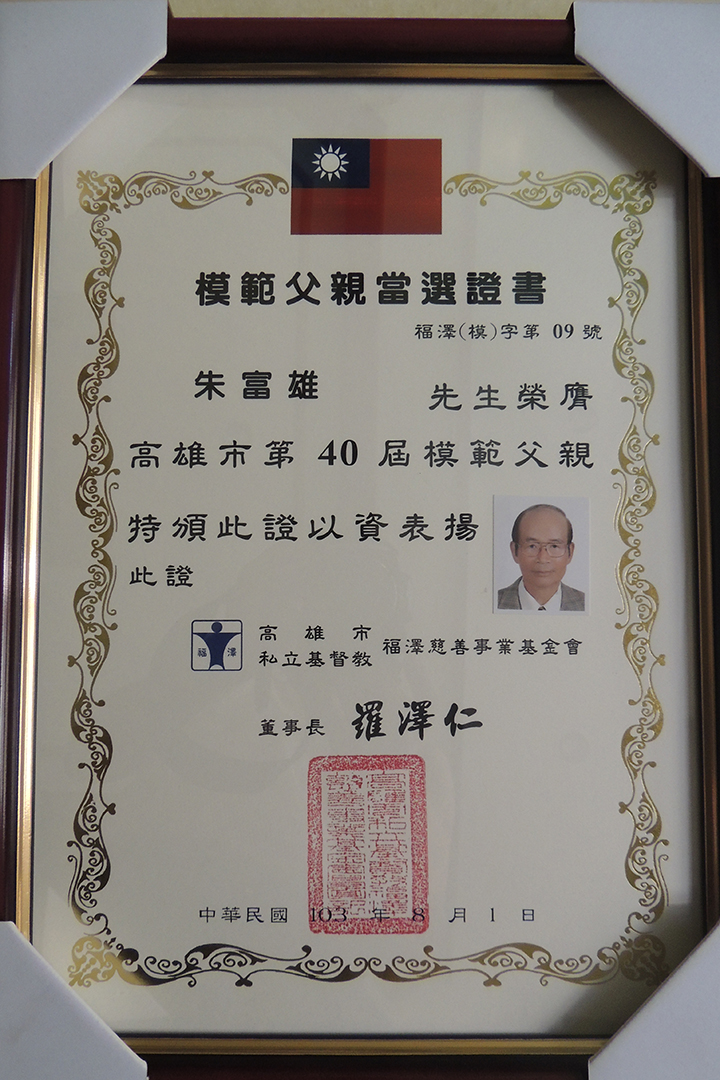 模範父親當選證書
福澤(模)字第 09 號
朱富雄 先生榮膺
高雄市第 40 屆模範父親
特頒此證以資表揚
此證
福澤
高雄市
私立基督教 福澤慈善事業基金會
董事長 羅澤仁
中華民國 103 年 8 月 1 日